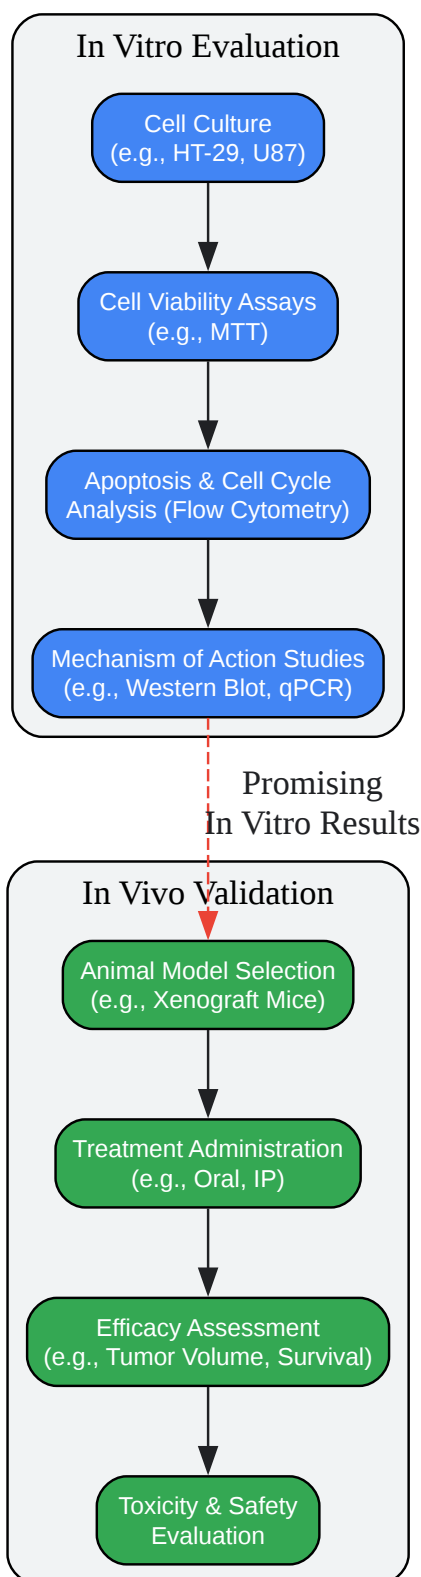 In Vitro Evaluation
Cell Culture
(e.g., HT-29, U87)
Cell Viability Assays
(e.g., MTT)
Apoptosis & Cell Cycle
Analysis (Flow Cytometry)
Mechanism of Action Studies
(e.g., Western Blot, qPCR)
Promising
In Vitro Results
In Vivo Validation
Animal Model Selection
(e.g., Xenograft Mice)
Treatment Administration
(e.g., Oral, IP)
Efficacy Assessment
(e.g., Tumor Volume, Survival)
Toxicity & Safety
Evaluation